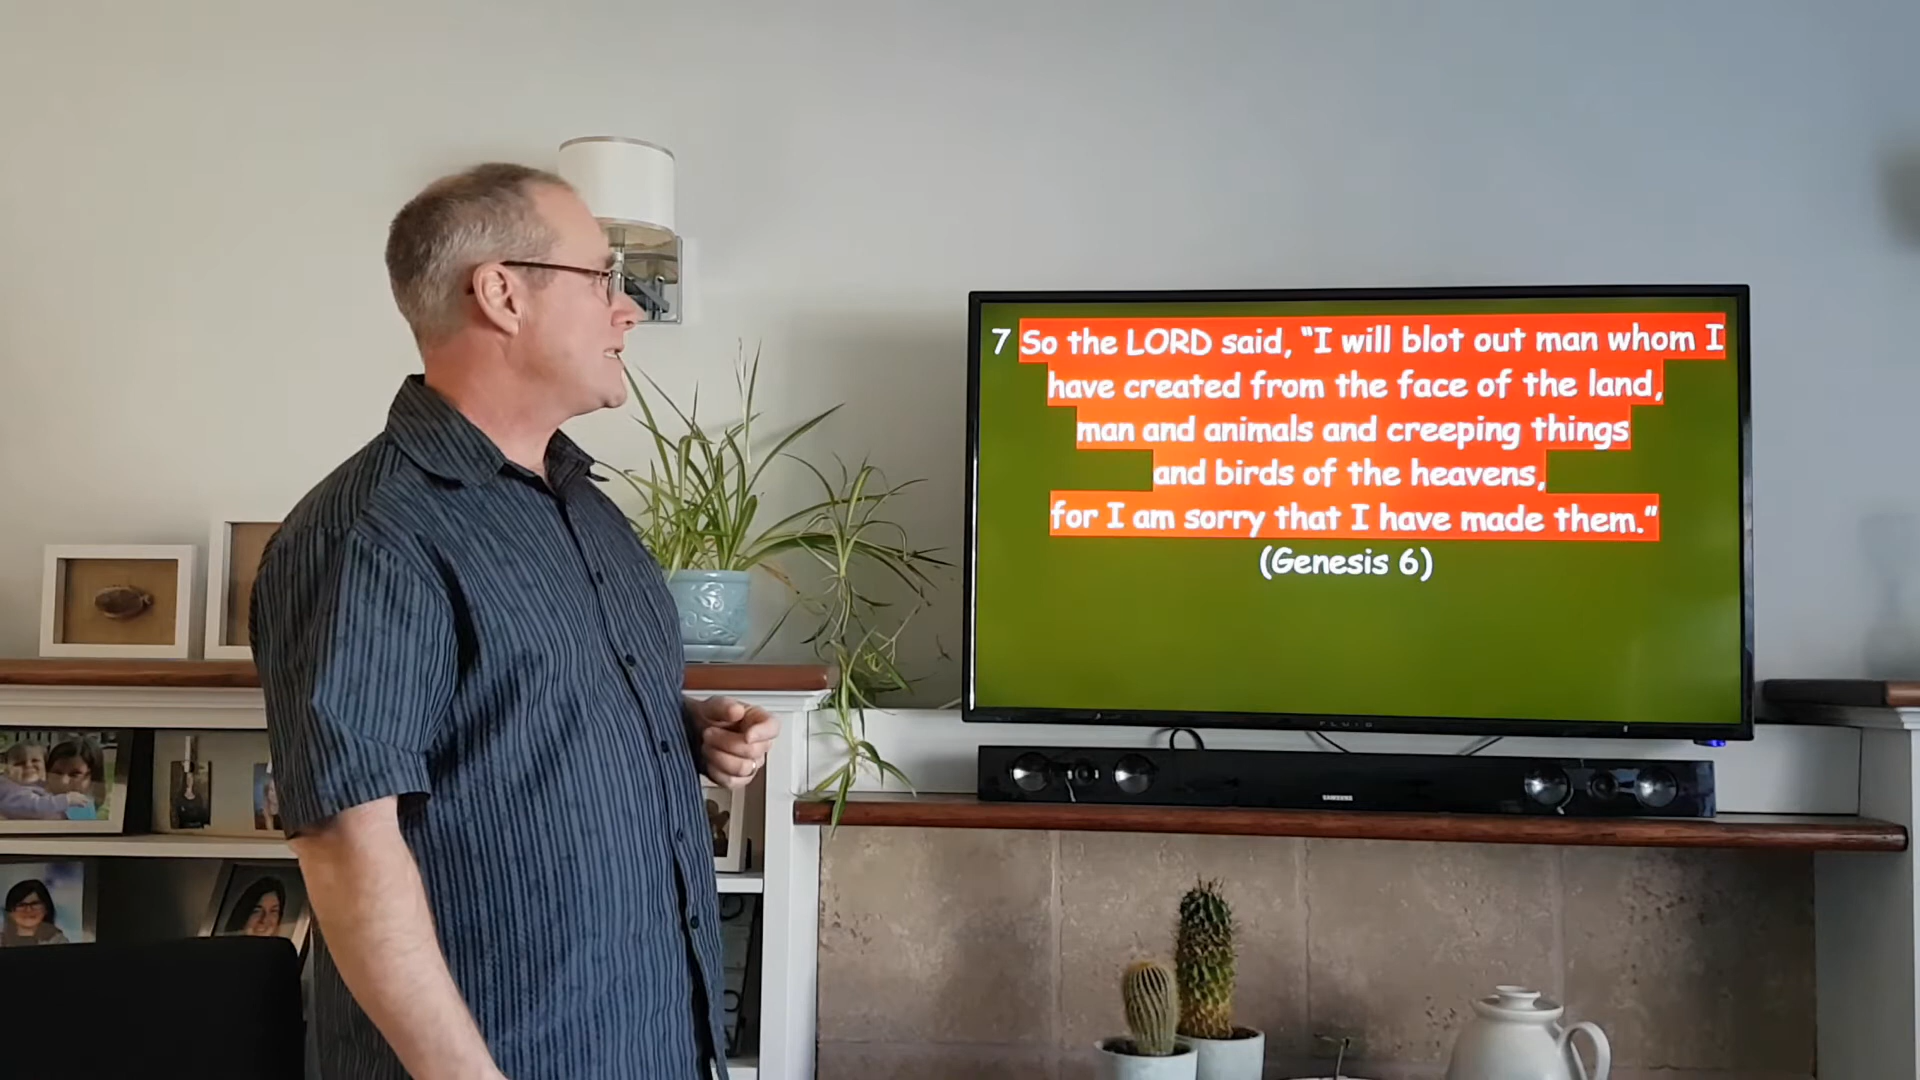 7 So the LORD said, “I will blot out man whom I
have created from the face of the land,
man and animals and creeping things
and birds of the heavens,
for I am sorry that I have made them.”
(Genesis 6)
FLUID
SAMSUNG